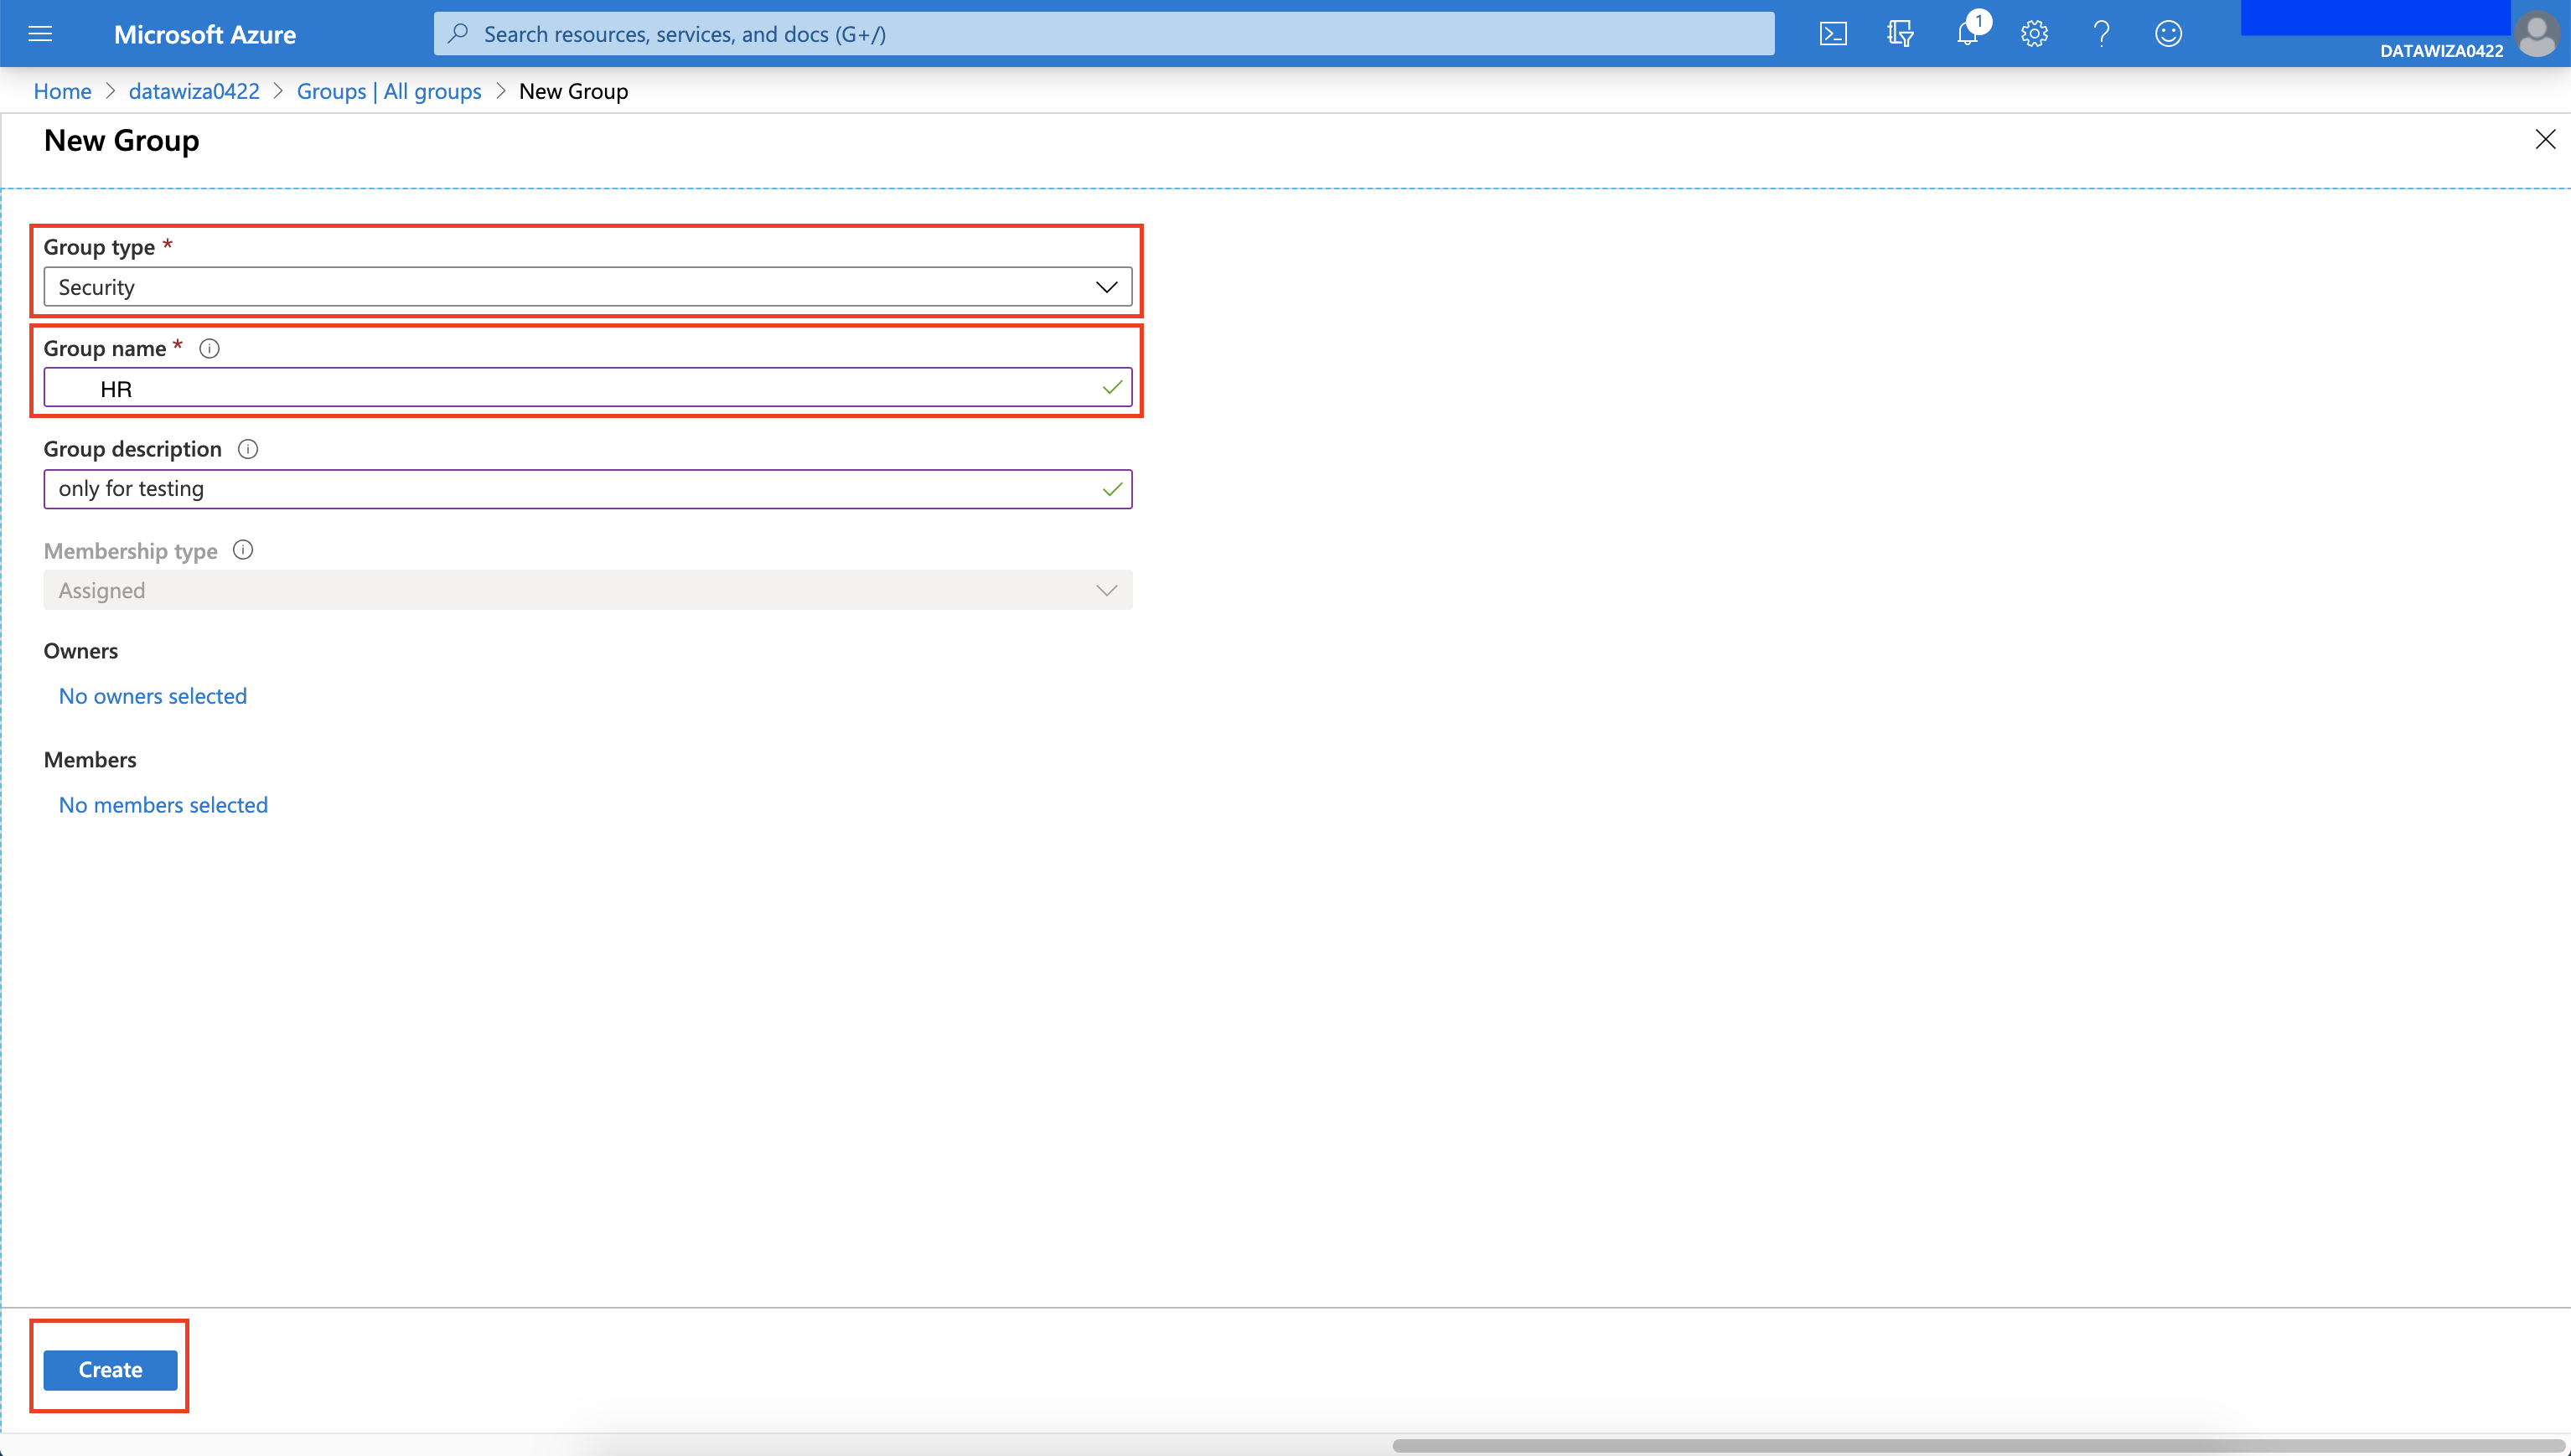 Microsoft Azure
Search resources, services, and docs (G+/)
1
DATAWIZA0422
Home > datawiza0422 > Groups | All groups > New Group
New Group
Group type *
Security
Group name *
HR
Group description
only for testing
Membership type
Assigned
Owners
No owners selected
Members
No members selected
Create